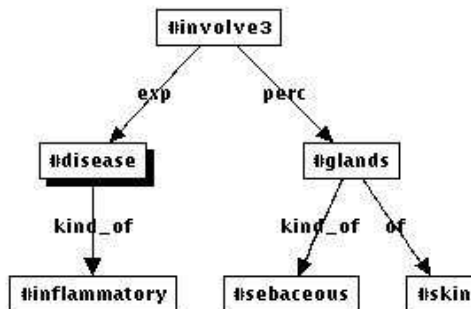 #involve3
exp perc
#disease #glands
kind_of kind_of of
#inflammatory #sebaceous #skin